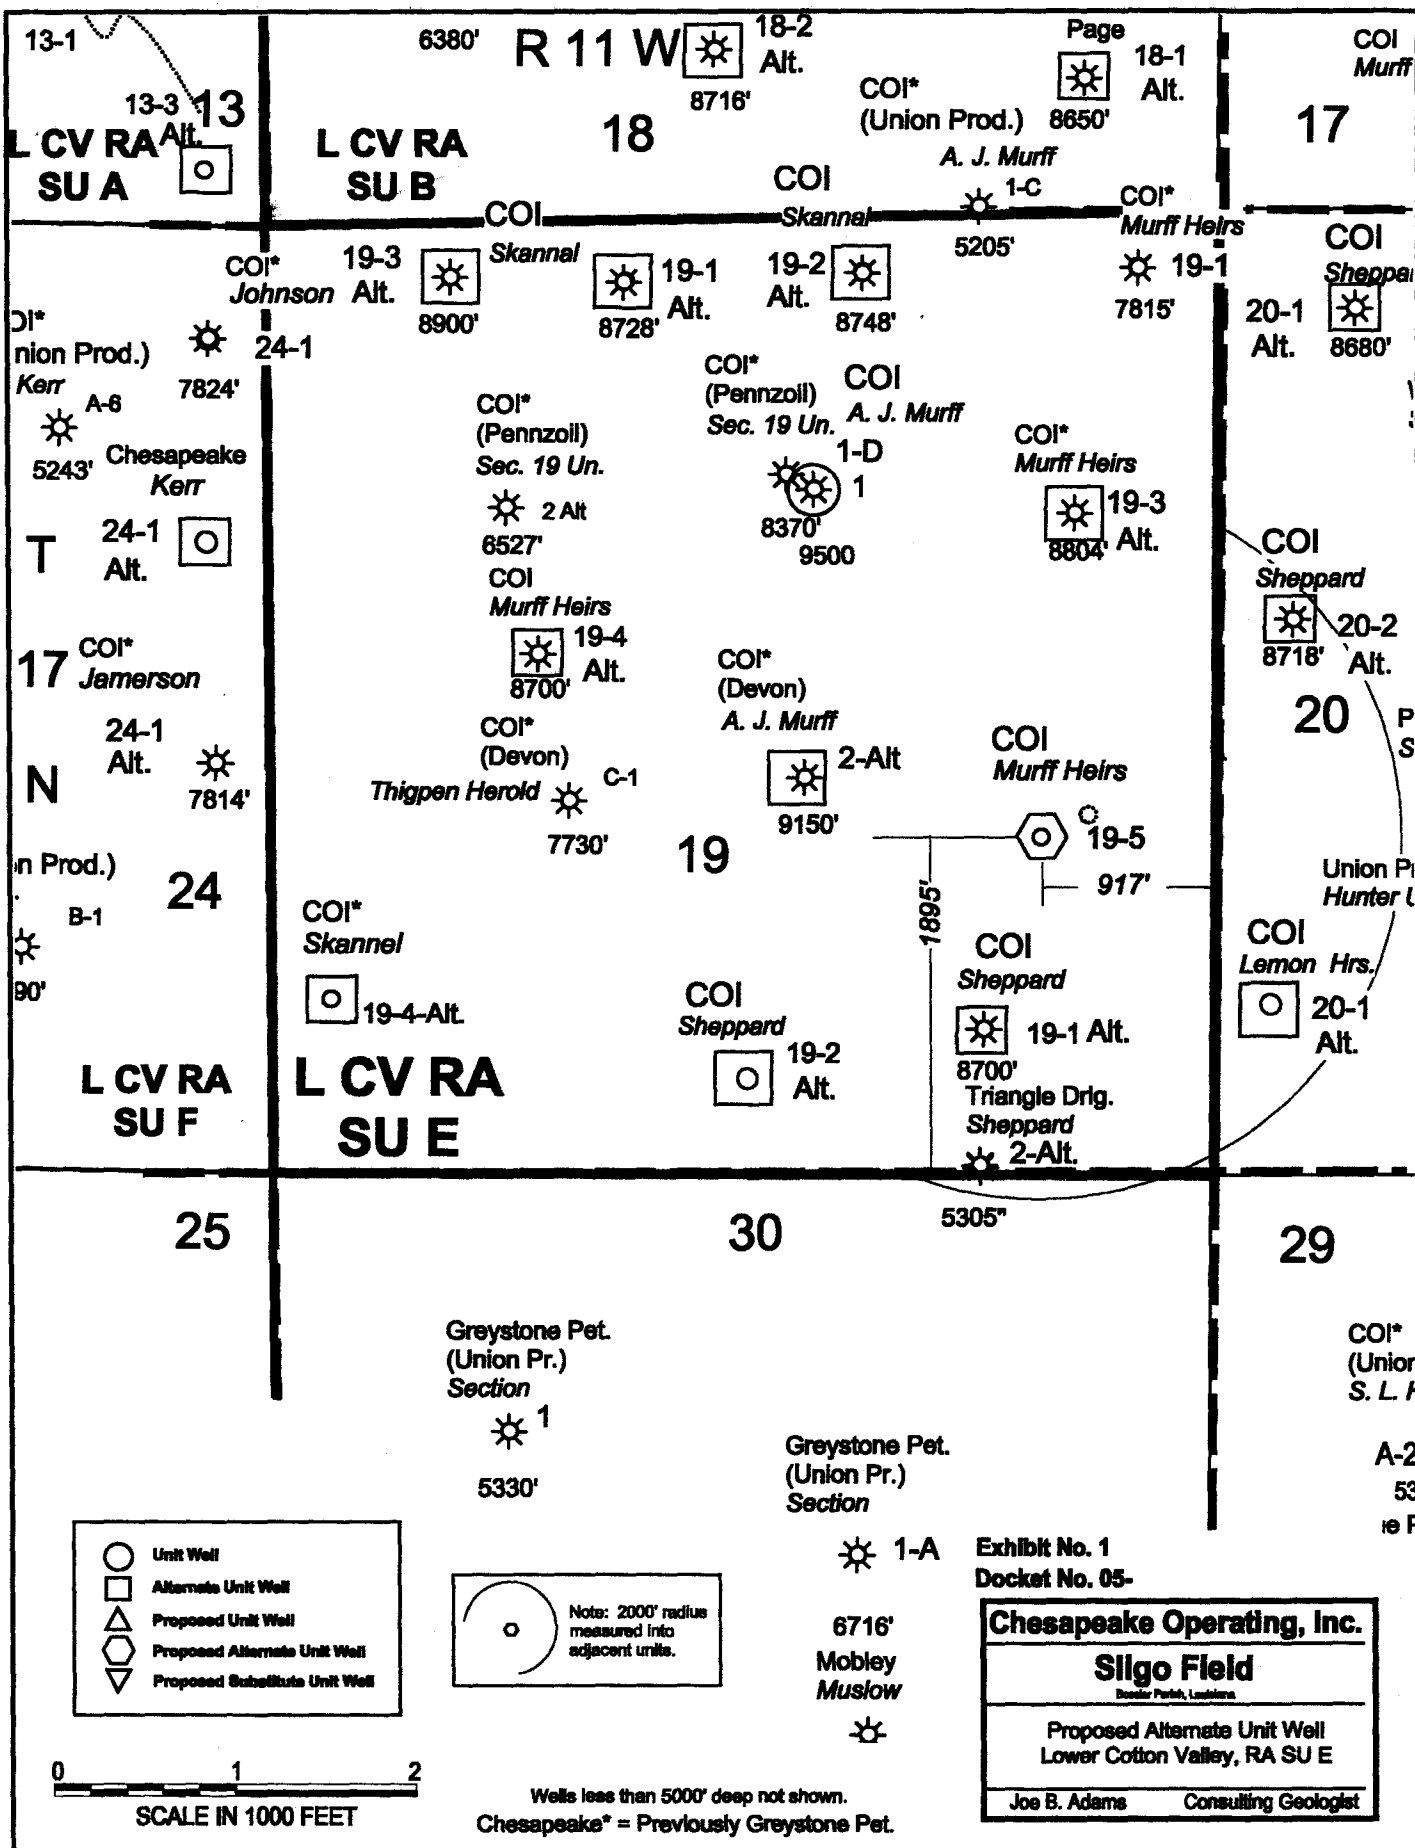 13-1
6380'
R 11 W
18-2
Alt.
8716'
Page
18-1
Alt.
8650'
COI
Murff
17
13-3
Alt.
13
18
COI*
(Union Prod.)
A. J. Murff
1-C
5205'
L CV RA
SU A
L CV RA
SU B
COI
Skannal
COI
Skannal
COI*
Murff Heirs
19-1
7815'
COI*
Johnson
24-1
7824'
19-3
Alt.
8900'
19-1
Alt.
8728'
19-2
Alt.
8748'
COI
20-1
Alt.
8680'
Kerr
A-6
5243'
Chesapeake
Kerr
24-1
Alt.
T
COI*
(Pennzoil)
Sec. 19 Un.
2 Alt
6527'
COI*
(Pennzoil)
Sec. 19 Un.
COI
A. J. Murff
1-D
1
8370'
9500
COI*
Murff Heirs
19-3
Alt.
8804'
COI
Sheppard
20-2
Alt.
8718'
COI
Murff Heirs
19-4
Alt.
8700'
17
COI*
Jamerson
24-1
Alt.
7814'
N
COI*
(Devon)
Thigpen Herold
C-1
7730'
COI*
(Devon)
A. J. Murff
2-Alt
9150'
COI
Murff Heirs
19-5
917'
1895'
20
19
24
Prod.)
B-1
90'
Union
Hunter
COI*
Skannel
19-4-Alt.
COI
Sheppard
19-2
Alt.
COI
Sheppard
19-1 Alt.
8700'
Triangle Drlg.
Sheppard
2-Alt.
5305"
COI
Lemon Hrs.
20-1
Alt.
L CV RA
SU F
L CV RA
SU E
25
30
29
Greystone Pet.
(Union Pr.)
Section
1
5330'
Greystone Pet.
(Union Pr.)
Section
1-A
6716'
Mobley
Muslow
COI*
(Union
S. L.
A-2
53
Unit Well
Alternate Unit Well
Proposed Unit Well
Proposed Alternate Unit Well
Proposed Substitute Unit Well
Note: 2000' radius
measured into
adjacent units.
0 1 2
SCALE IN 1000 FEET
Wells less than 5000' deep not shown.
Chesapeake* = Previously Greystone Pet.
Exhibit No. 1
Docket No. 05-
Chesapeake Operating, Inc.
Sligo Field
Bossier Parish, Louisiana
Proposed Alternate Unit Well
Lower Cotton Valley, RA SU E
Joe B. Adams Consulting Geologist